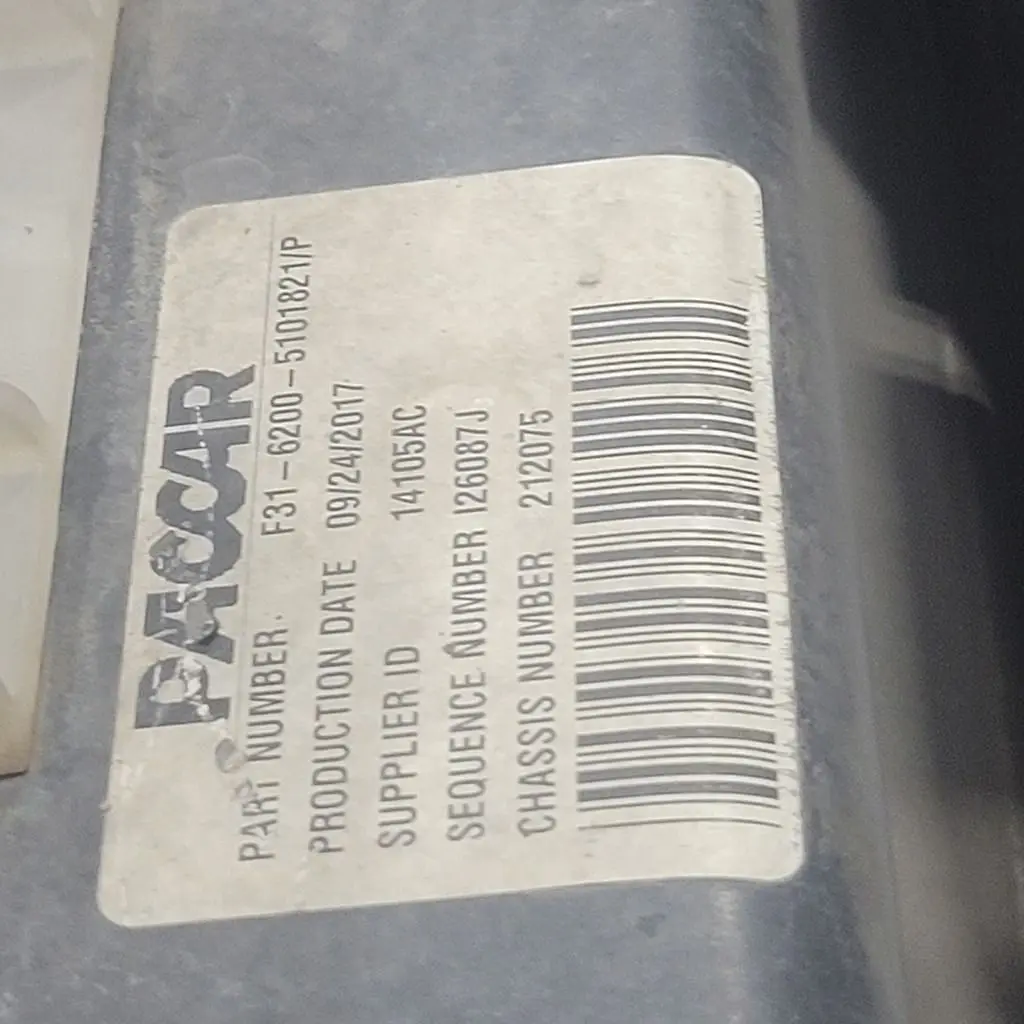 PACCAR
PART NUMBER. F31-6200-5101821/P
PRODUCTION DATE 09/24/2017
SUPPLIER ID 14105AC
SEQUENCE NUMBER 126087J
CHASSIS NUMBER 212075